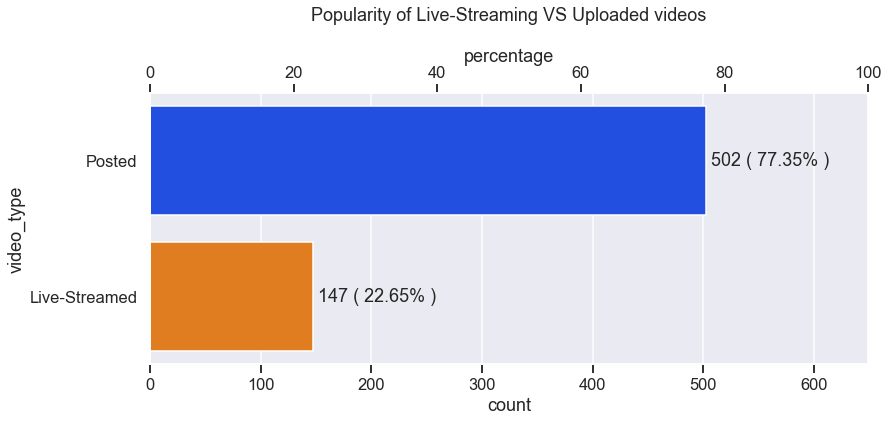 Popularity of Live-Streaming VS Uploaded videos
percentage
0 20 40 60 80 100
Posted
502 ( 77.35% )
video_type
Live-Streamed
147 ( 22.65% )
0 100 200 300 400 500 600
count